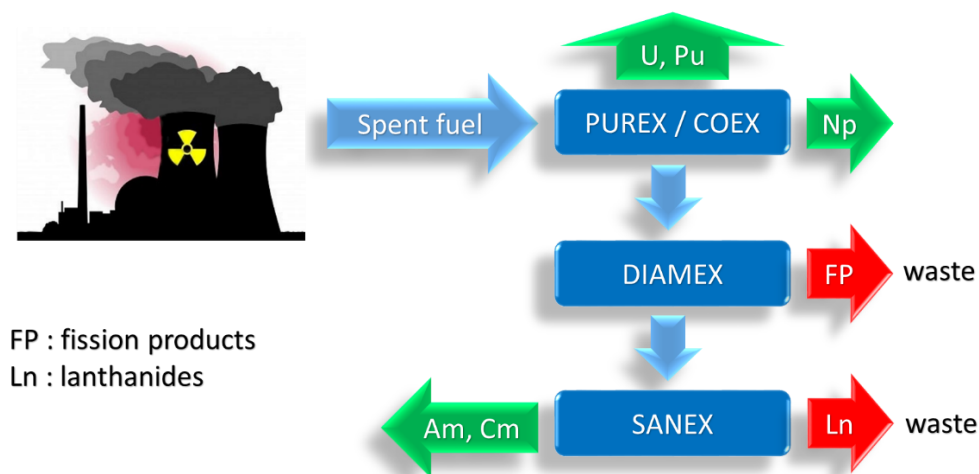 U, Pu
Spent fuel
PUREX / COEX
Np
DIAMEX
FP
waste
FP : fission products
Ln : lanthanides
Am, Cm
SANEX
Ln
waste